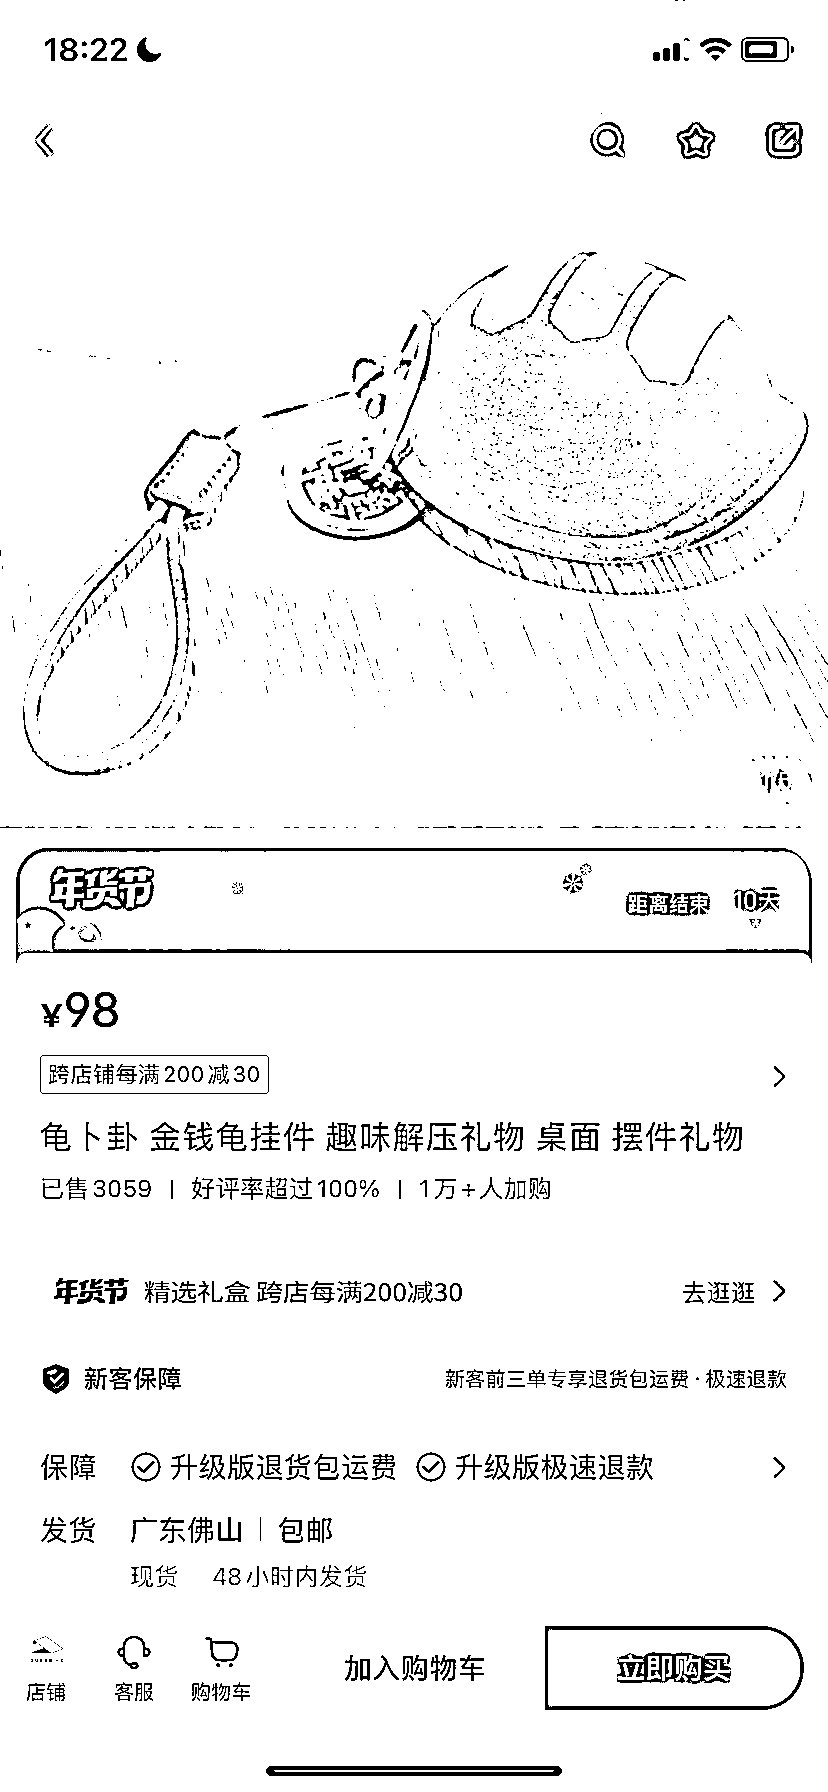 18:22
1/6
年货节
距离结束 10天
¥98
跨店铺每满200减30
龟卜卦 金钱龟挂件 趣味解压礼物 桌面 摆件礼物
已售3059 | 好评率超过100% | 1万+人加购
年货节 精选礼盒 跨店每满200减30 去逛逛
新客保障 新客前三单专享退货包运费·极速退款
保障 升级版退货包运费 升级版极速退款
发货 广东佛山 | 包邮
现货 48小时内发货
店铺 客服 购物车 加入购物车 立即购买